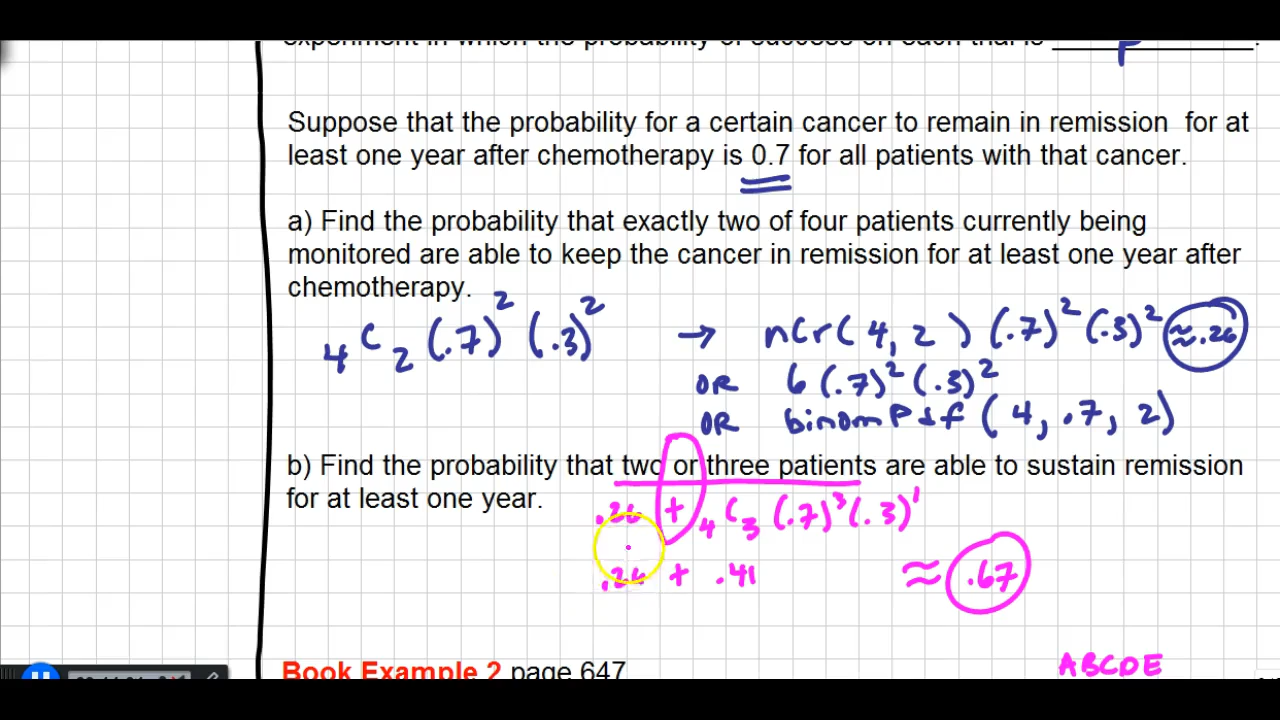 experiment in which the probability of success on each trial is ____________ p .
Suppose that the probability for a certain cancer to remain in remission for at
least one year after chemotherapy is 0.7 for all patients with that cancer.
a) Find the probability that exactly two of four patients currently being
monitored are able to keep the cancer in remission for at least one year after
chemotherapy.
₄C₂ (.7)² (.3)² → nCr(4, 2) (.7)² (.3)² ≈ .26
OR 6 (.7)² (.3)²
OR binomPdf (4, .7, 2)
b) Find the probability that two or three patients are able to sustain remission
for at least one year.
.26 + ₄C₃ (.7)³ (.3)¹
.26 + .41 ≈ .67
ABCDE
Book Example 2 page 647